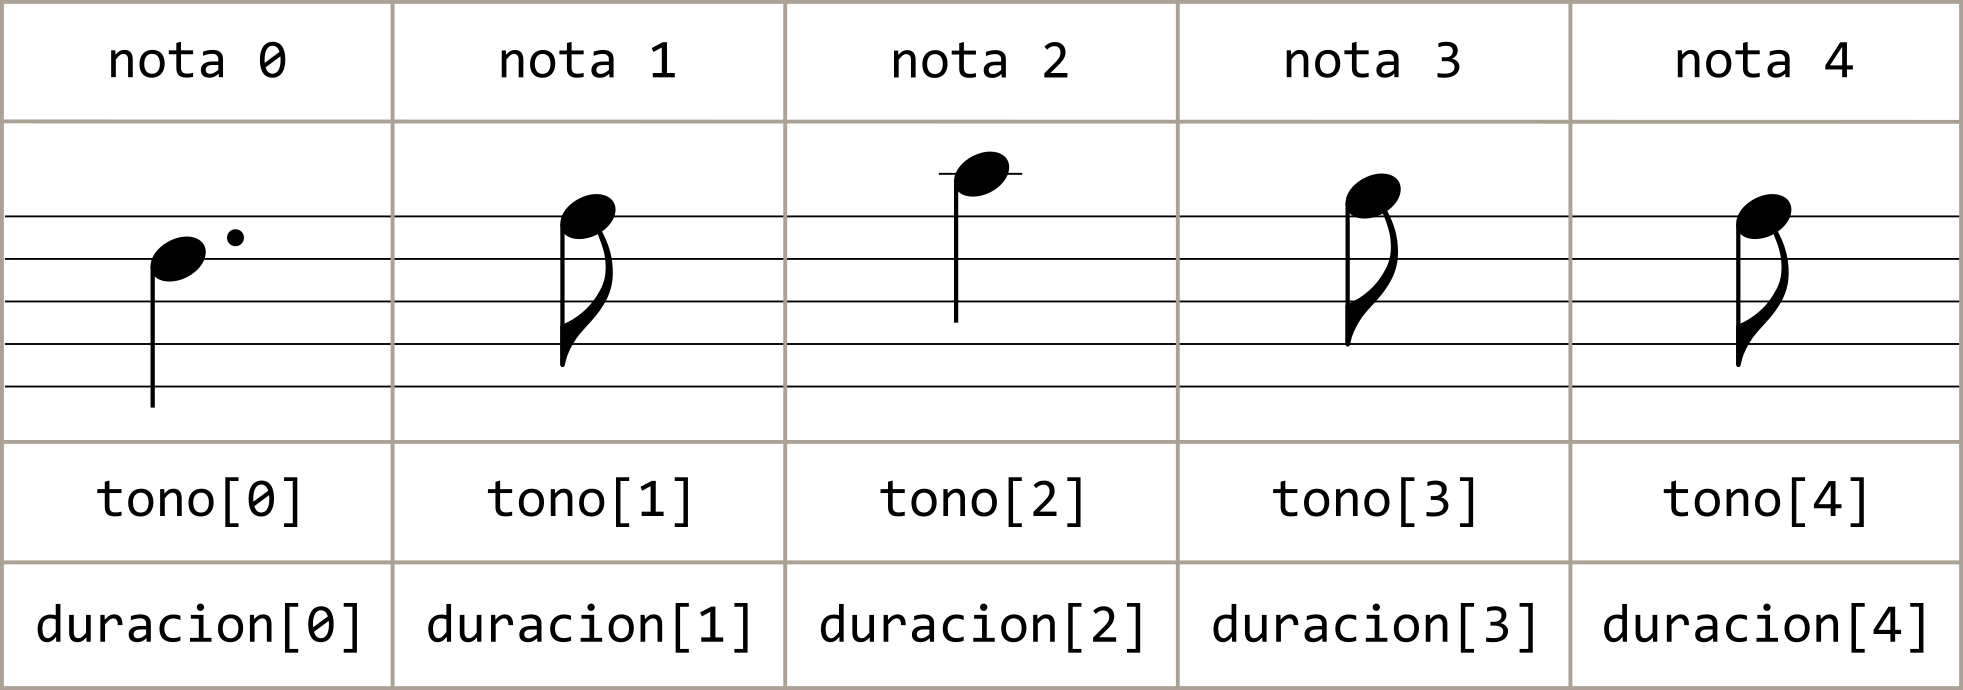 nota 0 nota 1 nota 2 nota 3 nota 4
tono[0] tono[1] tono[2] tono[3] tono[4]
duracion[0] duracion[1] duracion[2] duracion[3] duracion[4]